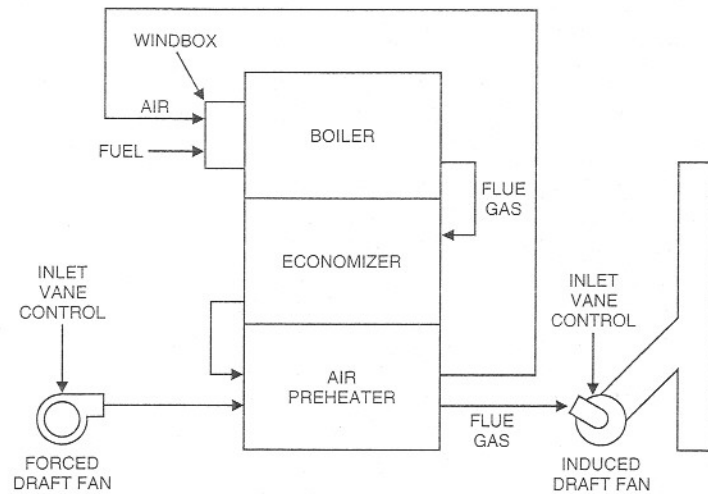 WINDBOX
AIR
FUEL
BOILER
FLUE
GAS
ECONOMIZER
INLET
VANE
CONTROL
INLET
VANE
CONTROL
AIR
PREHEATER
FLUE
GAS
FORCED
DRAFT FAN
INDUCED
DRAFT FAN